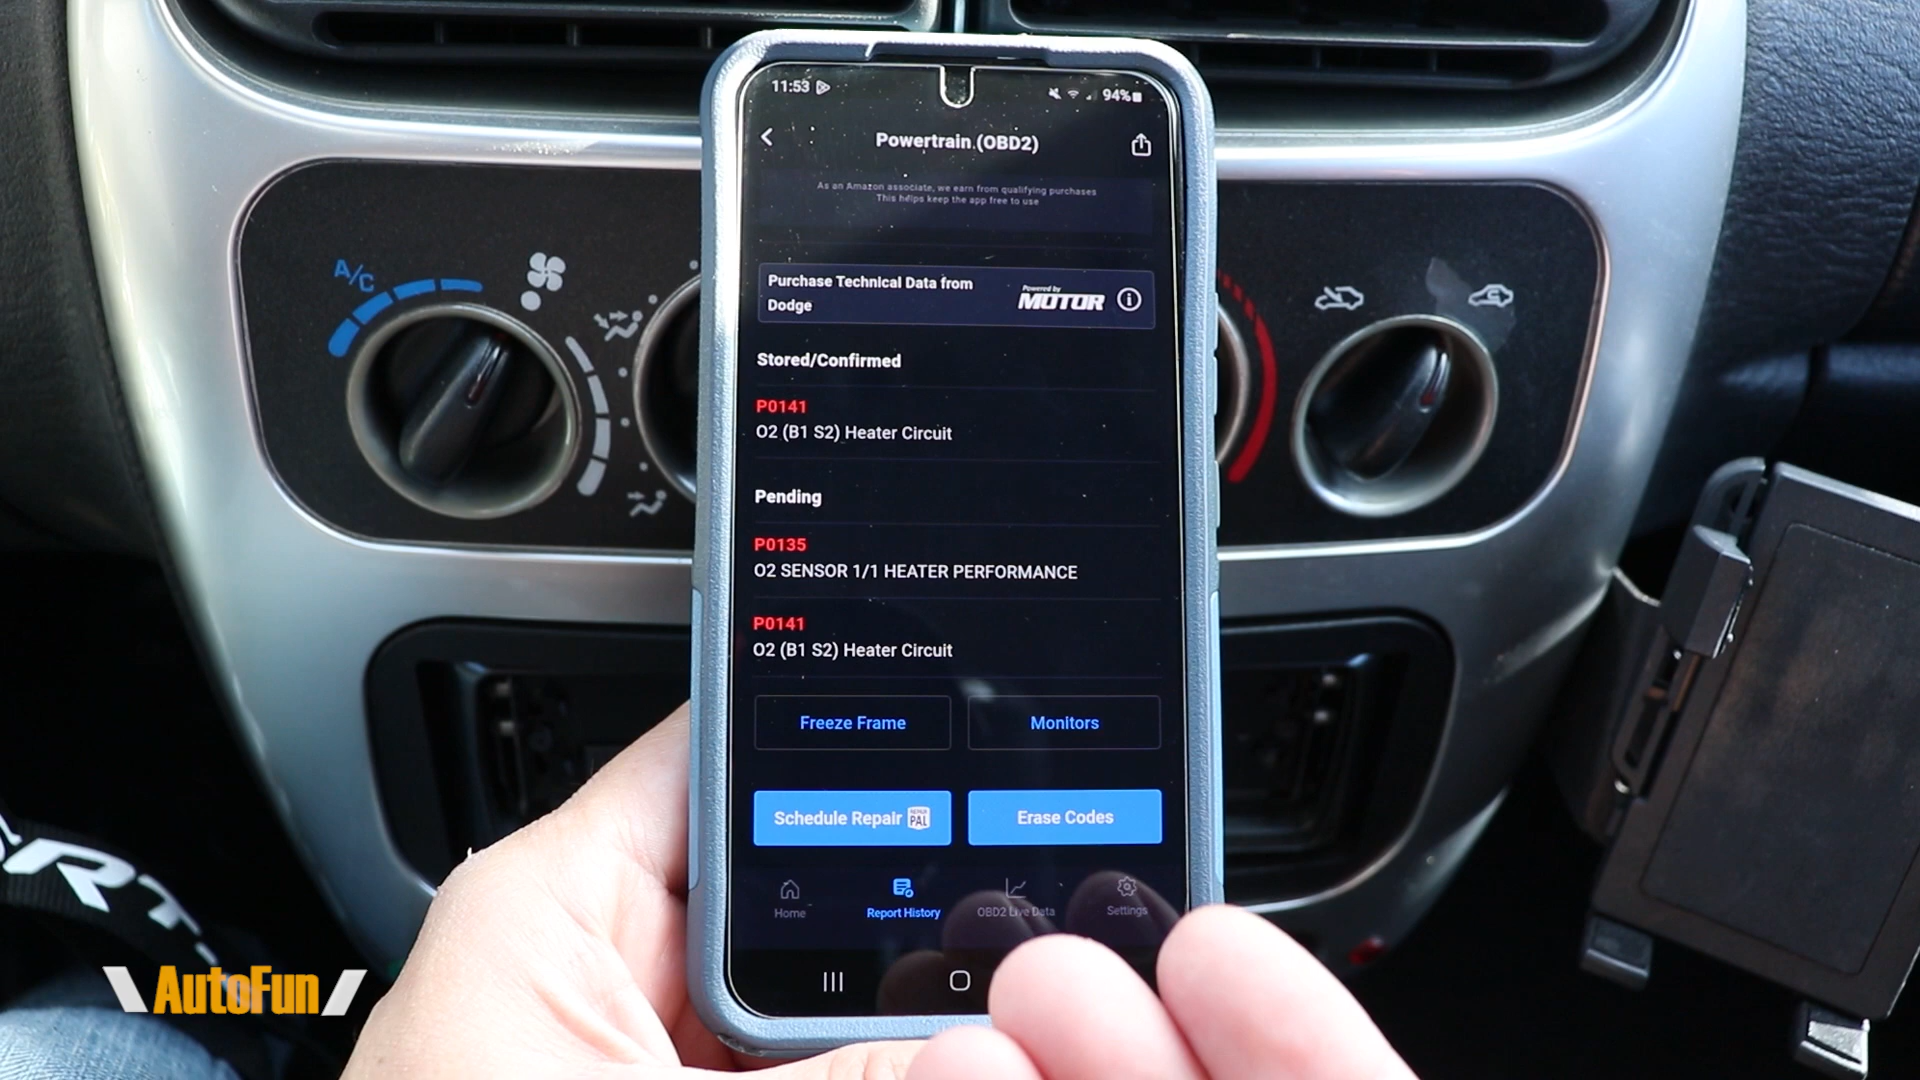 11:53
94%
Powertrain (OBD2)
As an Amazon associate, we earn from qualifying purchases
This helps keep the app free to use
Purchase Technical Data from
Dodge
Powered by
MOTOR
Stored/Confirmed
P0141
O2 (B1 S2) Heater Circuit
Pending
P0135
O2 SENSOR 1/1 HEATER PERFORMANCE
P0141
O2 (B1 S2) Heater Circuit
Freeze Frame
Monitors
Schedule Repair
REPAIR
PAL
Erase Codes
Home
Report History
OBD2 Live Data
Settings
A/C
AutoFun